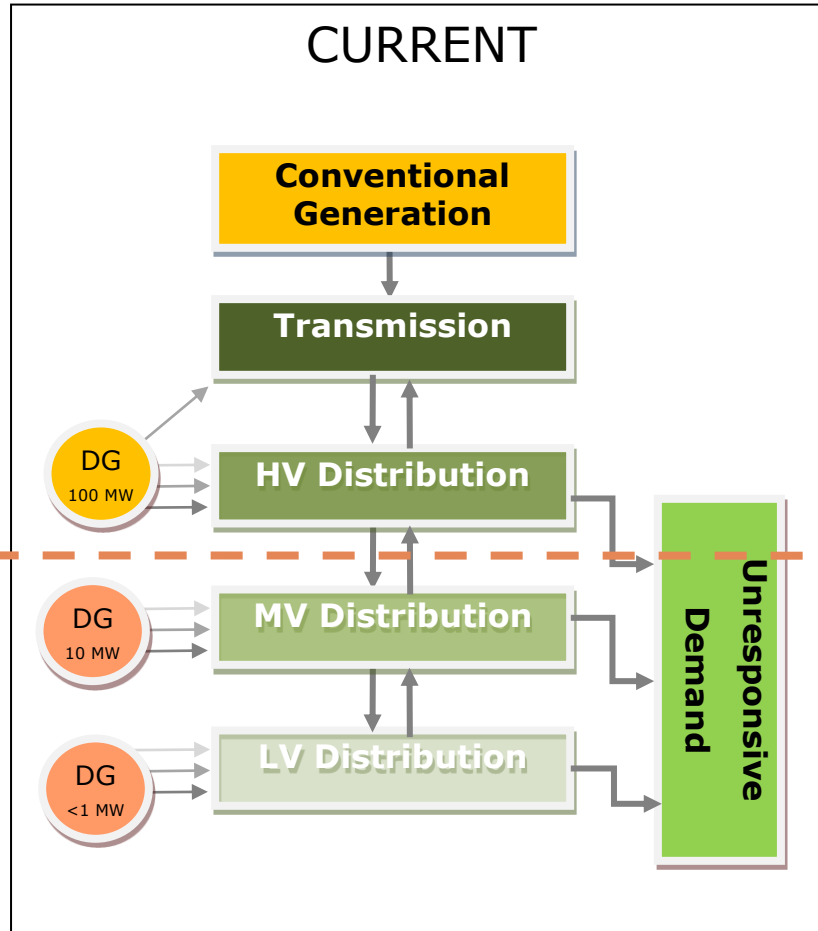 CURRENT
Conventional
Generation
Transmission
DG
100 MW
HV Distribution
DG
10 MW
MV Distribution
Unresponsive
Demand
DG
<1 MW
LV Distribution